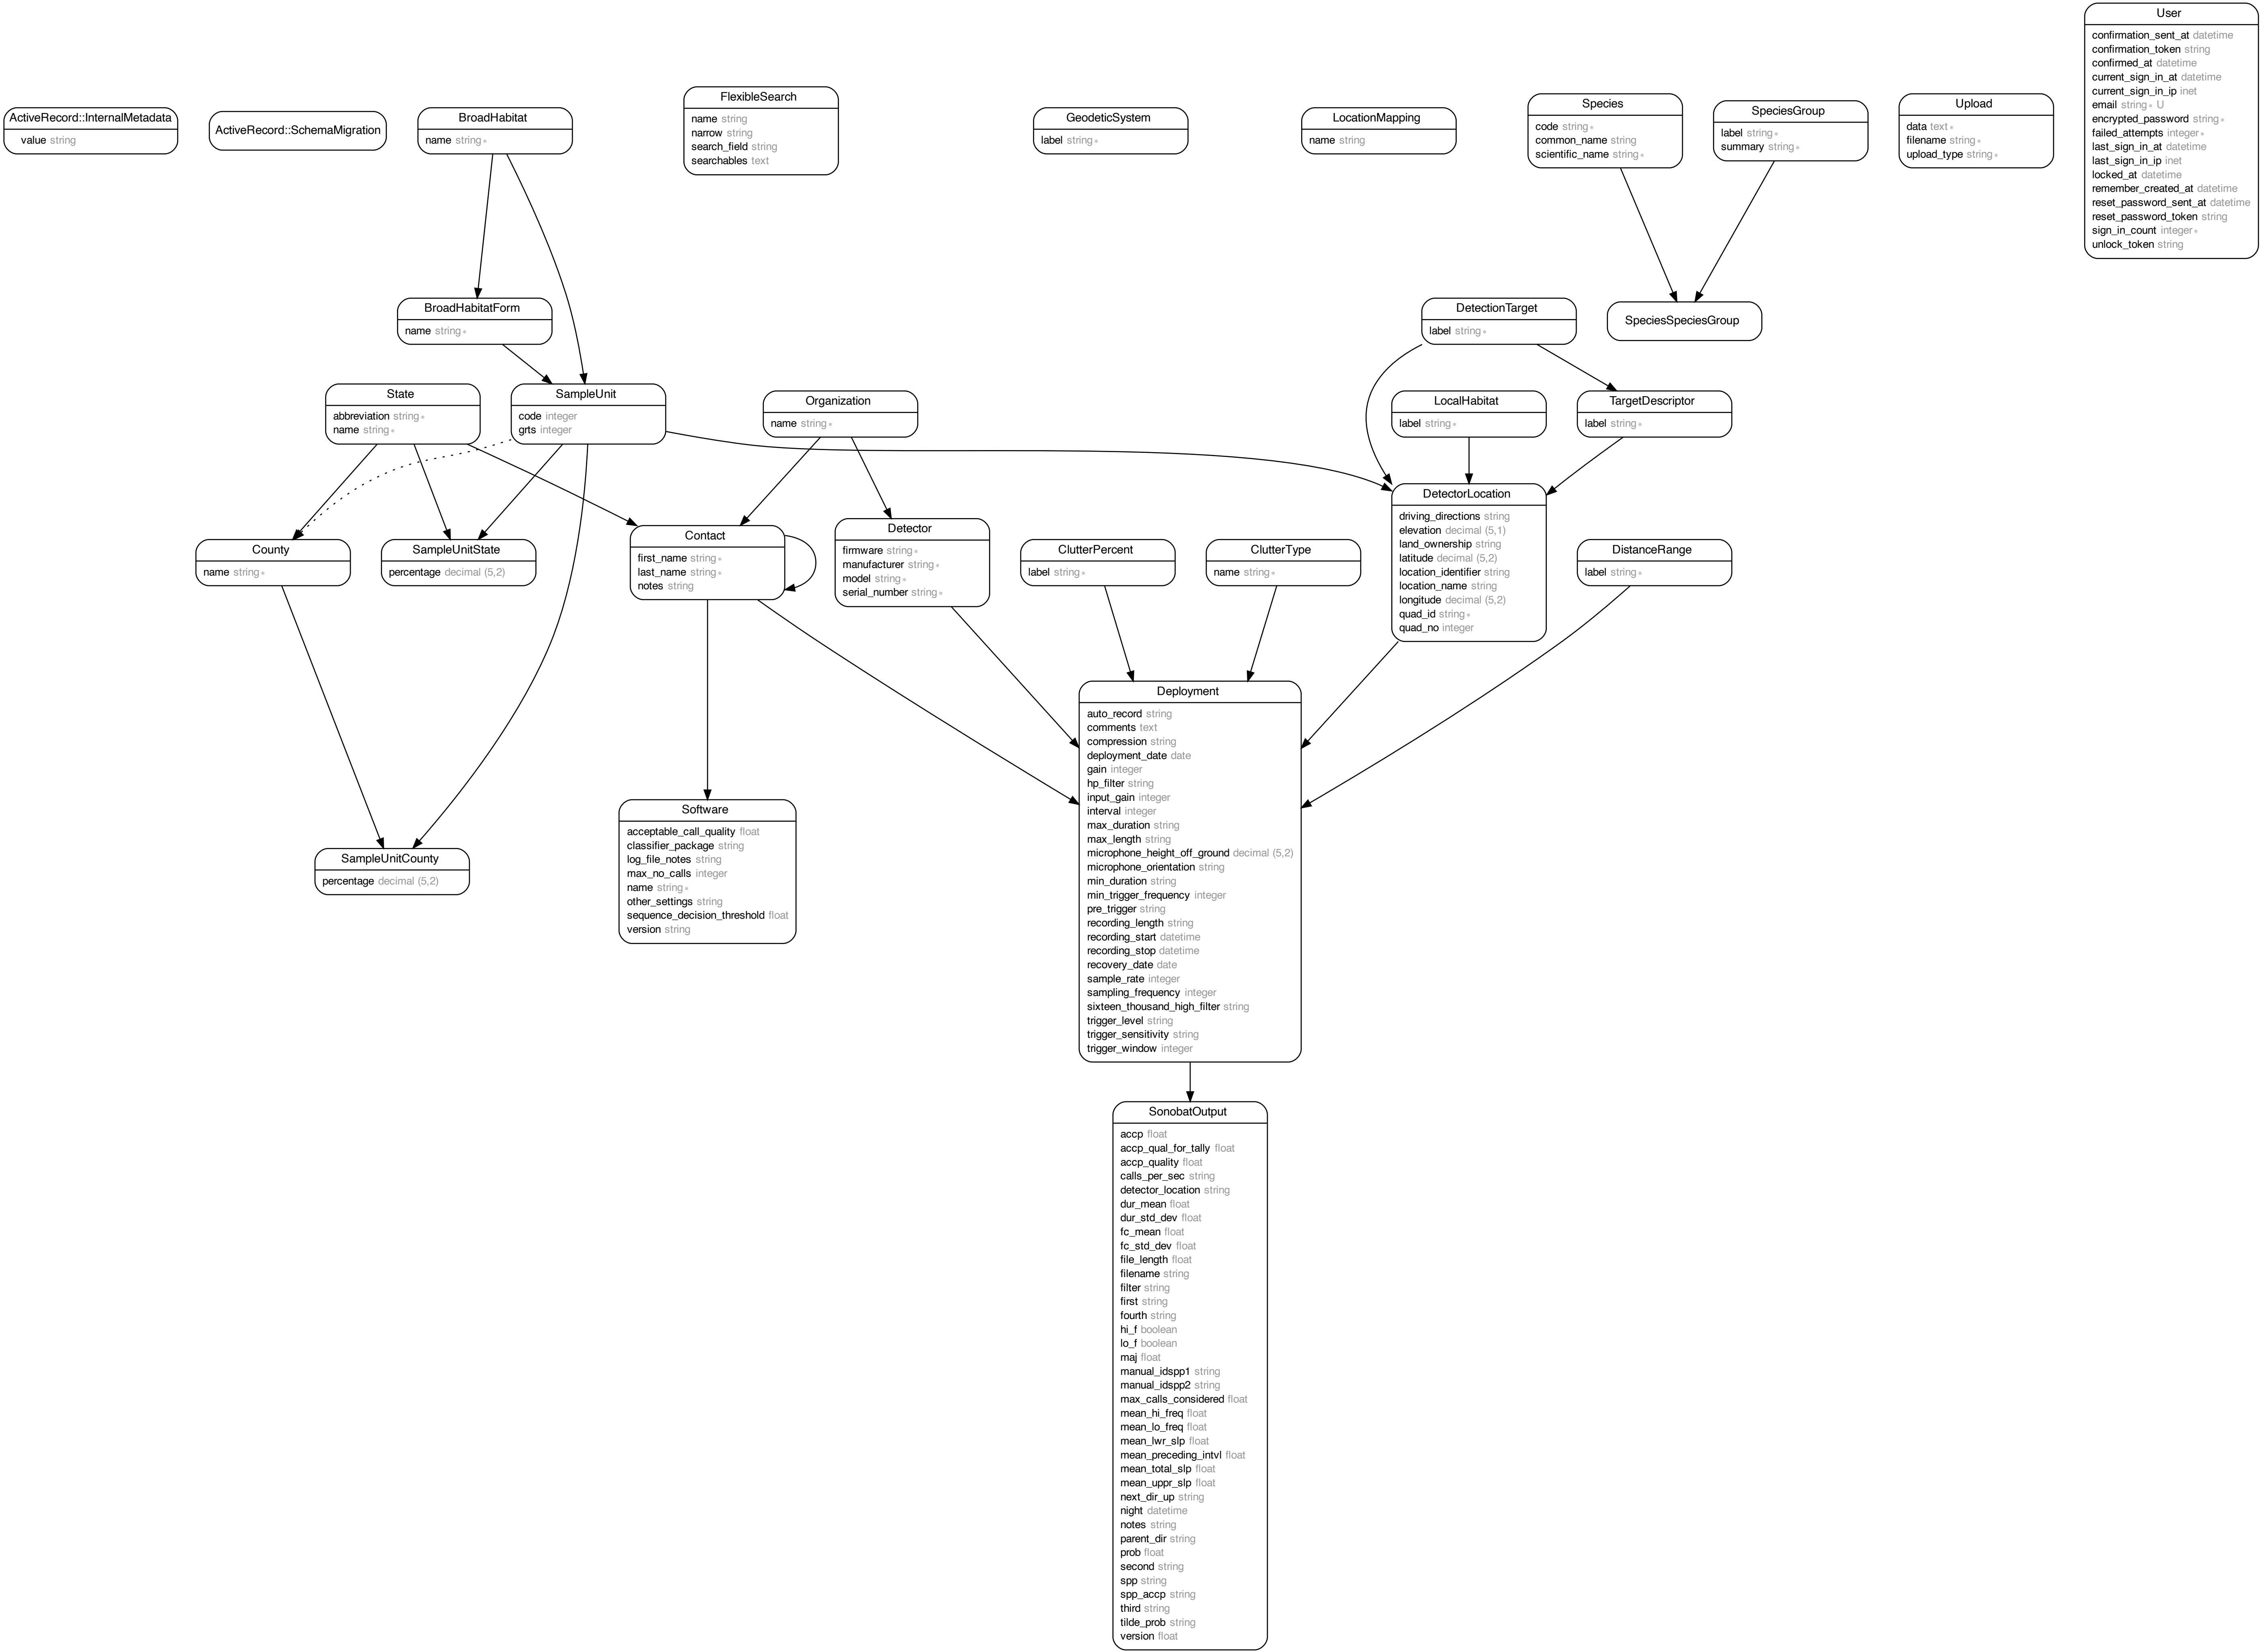 User
confirmation_sent_at datetime
confirmation_token string
confirmed_at datetime
current_sign_in_at datetime
current_sign_in_ip inet
email string* U
encrypted_password string*
failed_attempts integer*
last_sign_in_at datetime
last_sign_in_ip inet
locked_at datetime
remember_created_at datetime
reset_password_sent_at datetime
reset_password_token string
sign_in_count integer*
unlock_token string
ActiveRecord::InternalMetadata
value string
ActiveRecord::SchemaMigration
BroadHabitat
name string*
FlexibleSearch
name string
narrow string
search_field string
searchables text
GeodeticSystem
label string*
LocationMapping
name string
Species
code string*
common_name string
scientific_name string*
SpeciesGroup
label string*
summary string*
Upload
data text*
filename string*
upload_type string*
BroadHabitatForm
name string*
DetectionTarget
label string*
SpeciesSpeciesGroup
State
abbreviation string*
name string*
SampleUnit
code integer
grts integer
Organization
name string*
LocalHabitat
label string*
TargetDescriptor
label string*
County
name string*
SampleUnitState
percentage decimal (5,2)
Contact
first_name string*
last_name string*
notes string
Detector
firmware string*
manufacturer string*
model string*
serial_number string*
ClutterPercent
label string*
ClutterType
name string*
DetectorLocation
driving_directions string
elevation decimal (5,1)
land_ownership string
latitude decimal (5,2)
location_identifier string
location_name string
longitude decimal (5,2)
quad_id string*
quad_no integer
DistanceRange
label string*
Deployment
auto_record string
comments text
compression string
deployment_date date
gain integer
hp_filter string
input_gain integer
interval integer
max_duration string
max_length string
microphone_height_off_ground decimal (5,2)
microphone_orientation string
min_duration string
min_trigger_frequency integer
pre_trigger string
recording_length string
recording_start datetime
recording_stop datetime
recovery_date date
sample_rate integer
sampling_frequency integer
sixteen_thousand_high_filter string
trigger_level string
trigger_sensitivity string
trigger_window integer
Software
acceptable_call_quality float
classifier_package string
log_file_notes string
max_no_calls integer
name string*
other_settings string
sequence_decision_threshold float
version string
SampleUnitCounty
percentage decimal (5,2)
SonobatOutput
accp float
accp_qual_for_tally float
accp_quality float
calls_per_sec string
detector_location string
dur_mean float
dur_std_dev float
fc_mean float
fc_std_dev float
file_length float
filename string
filter string
first string
fourth string
hi_f boolean
lo_f boolean
maj float
manual_idspp1 string
manual_idspp2 string
max_calls_considered float
mean_hi_freq float
mean_lo_freq float
mean_lwr_slp float
mean_preceding_intvl float
mean_total_slp float
mean_uppr_slp float
next_dir_up string
night datetime
notes string
parent_dir string
prob float
second string
spp string
spp_accp string
third string
tilde_prob string
version float